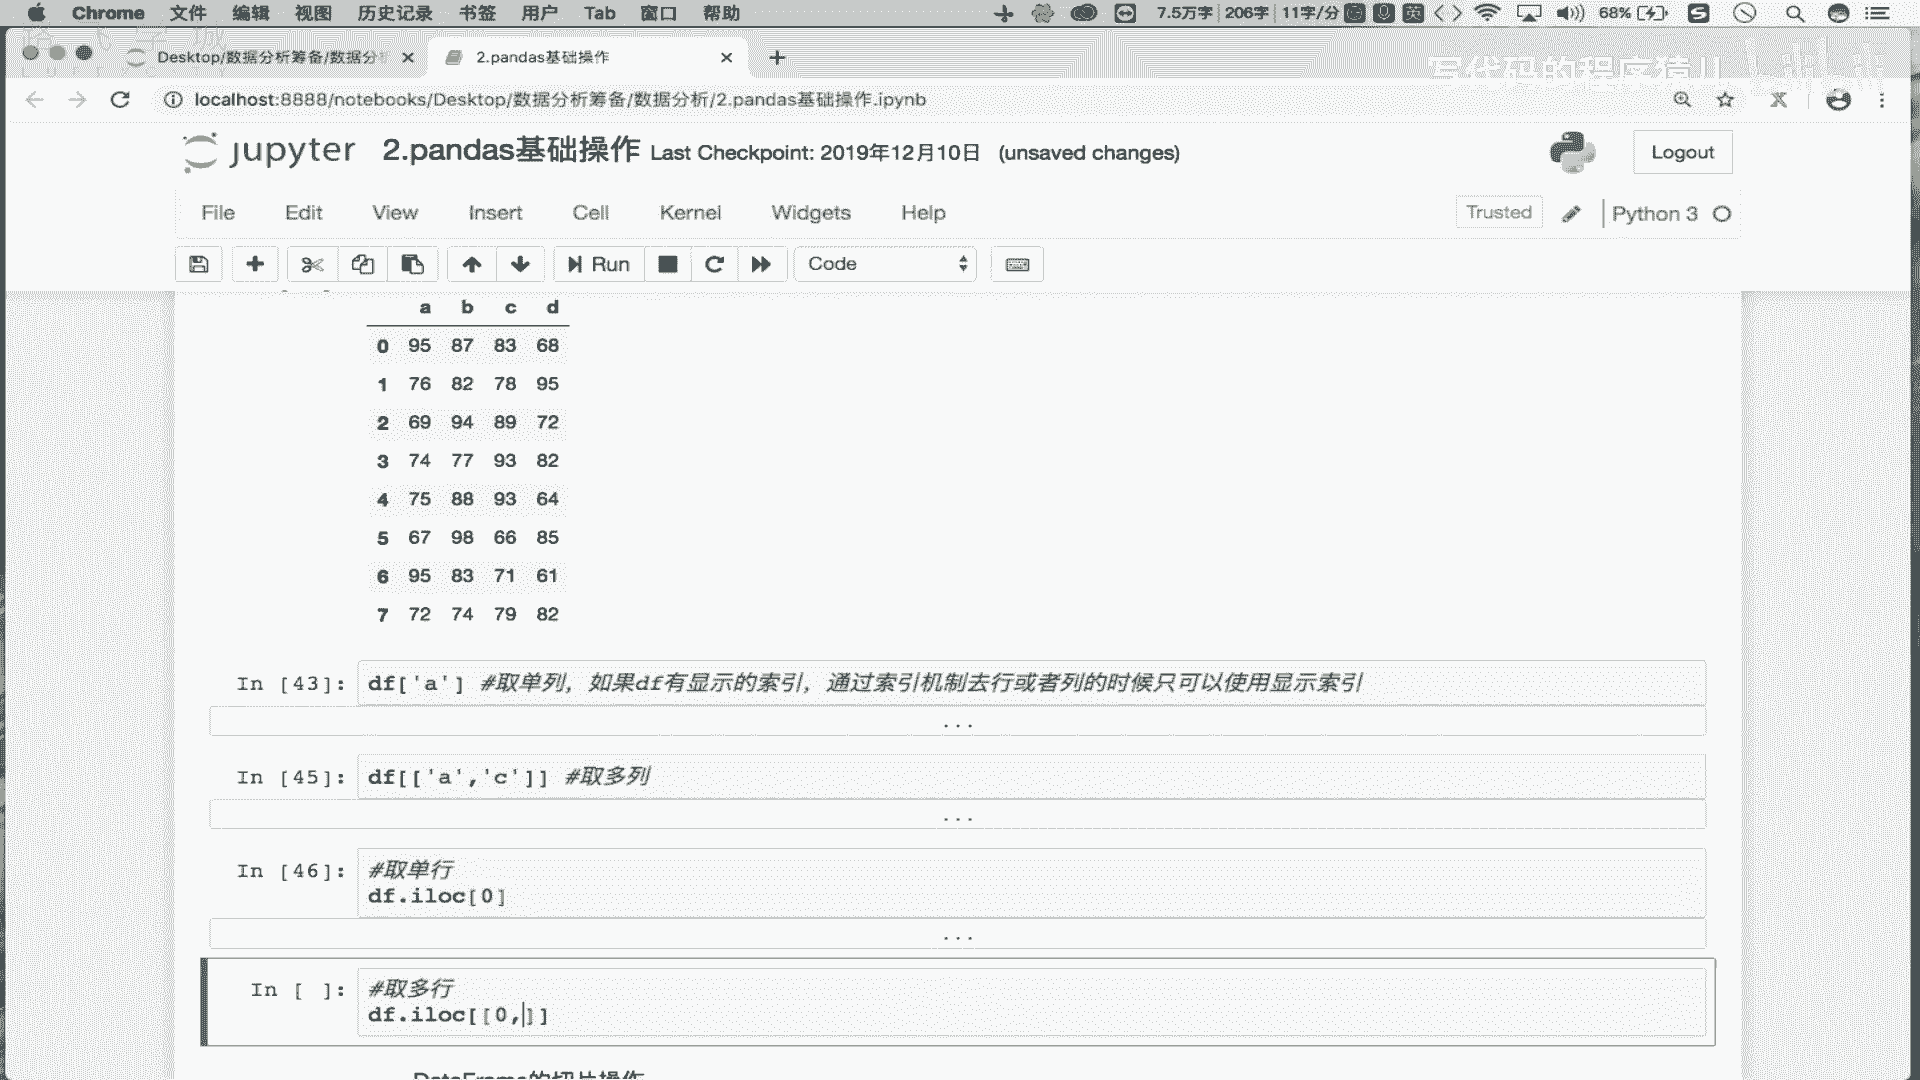 Chrome 文件 编辑 视图 历史记录 书签 用户 Tab 窗口 帮助 7.5万字 206字 11字/分 英 68%
Desktop/数据分析筹备/数据分析
2.pandas基础操作
写代码的程序猿儿
localhost:8888/notebooks/Desktop/数据分析筹备/数据分析/2.pandas基础操作.ipynb
jupyter 2.pandas基础操作 Last Checkpoint: 2019年12月10日 (unsaved changes)
Logout
File Edit View Insert Cell Kernel Widgets Help
Trusted Python 3
Run Code
a b c d
0 95 87 83 68
1 76 82 78 95
2 69 94 89 72
3 74 77 93 82
4 75 88 93 64
5 67 98 66 85
6 95 83 71 61
7 72 74 79 82
In [43]: df['a'] #取单列，如果df有显示的索引，通过索引机制去行或者列的时候只可以使用显示索引
...
In [45]: df[['a','c']] #取多列
...
In [46]: #取单行
df.iloc[0]
...
In [ ]: #取多行
df.iloc[[0,]]
DataFrame的切片操作